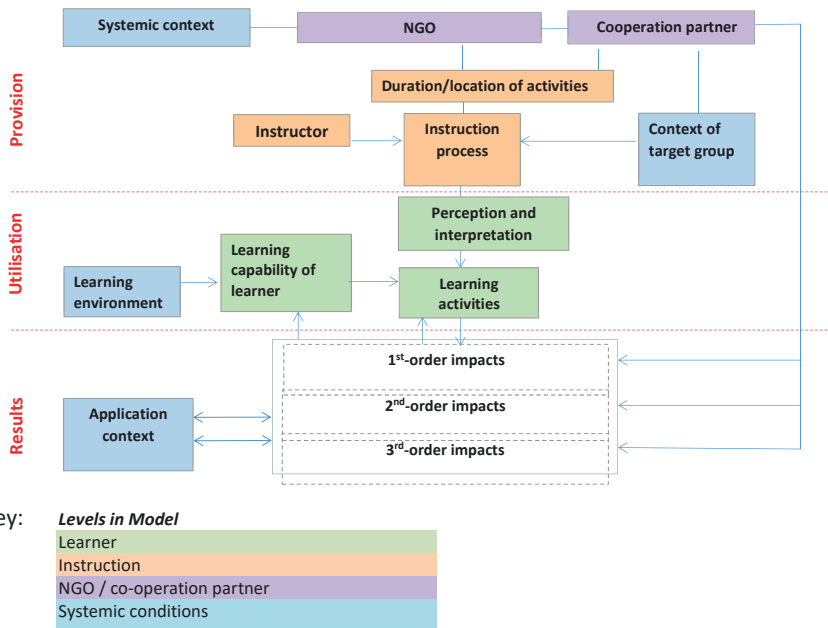 Systemic context
NGO
Cooperation partner
Provision
Duration/location of activities
Instructor
Instruction
process
Context of
target group
Utilisation
Perception and
interpretation
Learning
capability of
learner
Learning
environment
Learning
activities
Results
1st-order impacts
2nd-order impacts
3rd-order impacts
Application
context
ey:
Levels in Model
Learner
Instruction
NGO / co-operation partner
Systemic conditions